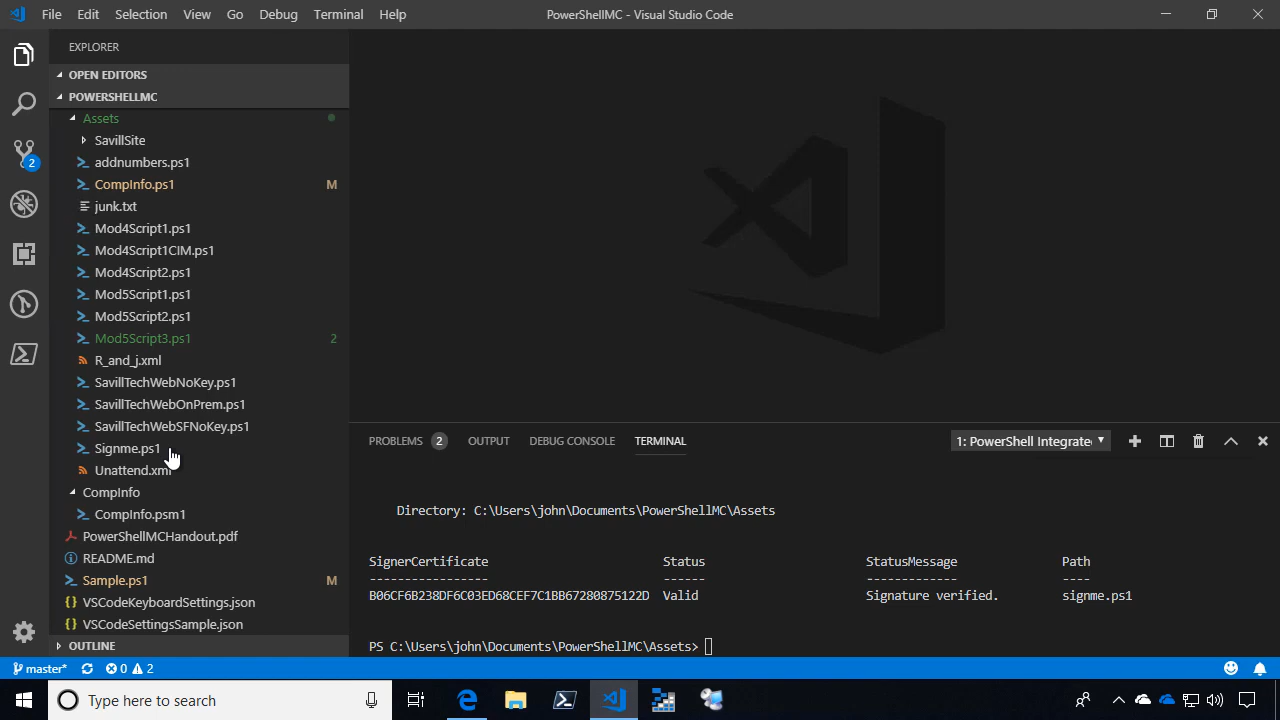 File Edit Selection View Go Debug Terminal Help PowerShellMC - Visual Studio Code
EXPLORER
OPEN EDITORS
POWERSHELLMC
Assets
SavillSite
addnumbers.ps1
CompInfo.ps1 M
junk.txt
Mod4Script1.ps1
Mod4Script1CIM.ps1
Mod4Script2.ps1
Mod5Script1.ps1
Mod5Script2.ps1
Mod5Script3.ps1 2
R_and_j.xml
SavillTechWebNoKey.ps1
SavillTechWebOnPrem.ps1
SavillTechWebSFNoKey.ps1
Signme.ps1
Unattend.xml
CompInfo
CompInfo.psm1
PowerShellMCHandout.pdf
README.md
Sample.ps1 M
VSCodeKeyboardSettings.json
VSCodeSettingsSample.json
OUTLINE
2
PROBLEMS 2 OUTPUT DEBUG CONSOLE TERMINAL 1: PowerShell Integrate
Directory: C:\Users\john\Documents\PowerShellMC\Assets
SignerCertificate Status StatusMessage Path
----------------- ------ ------------- ----
B06CF6B238DF6C03ED68CEF7C1BB67280875122D Valid Signature verified. signme.ps1
PS C:\Users\john\Documents\PowerShellMC\Assets>
master* 0 2
Type here to search